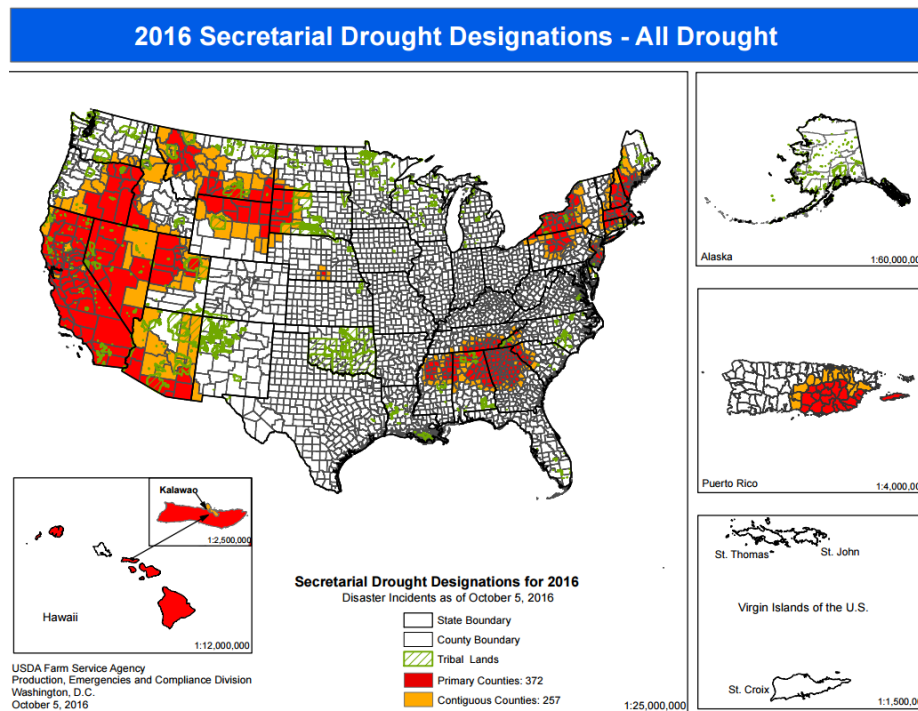 2016 Secretarial Drought Designations - All Drought
Alaska
1:60,000,00
Puerto Rico
1:4,000,00
Kalawao
1:2,500,000
Hawaii
1:12,000,000
St. Thomas
St. John
Virgin Islands of the U.S.
St. Croix
1:1,500,00
Secretarial Drought Designations for 2016
Disaster Incidents as of October 5, 2016
State Boundary
County Boundary
Tribal Lands
Primary Counties: 372
Contiguous Counties: 257
1:25,000,000
USDA Farm Service Agency
Production, Emergencies and Compliance Division
Washington, D.C.
October 5, 2016